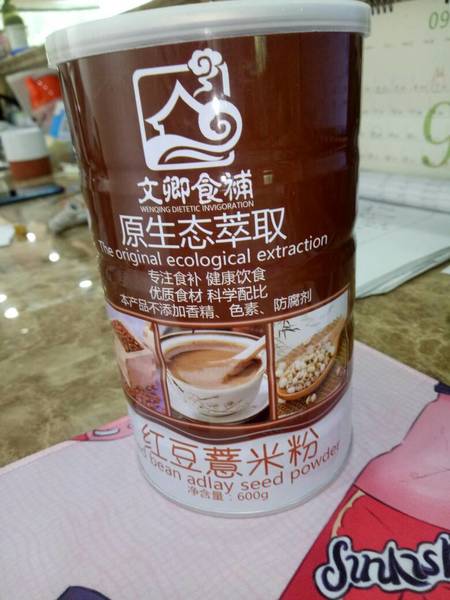 文卿食補
WENQING DIETETIC INVIGORATION
原生态萃取
The original ecological extraction
专注食补 健康饮食
优质食材 科学配比
本产品不添加香精、色素、防腐剂
红豆薏米粉
bean adlay seed powder
净含量:600g
09
9
Sunkis